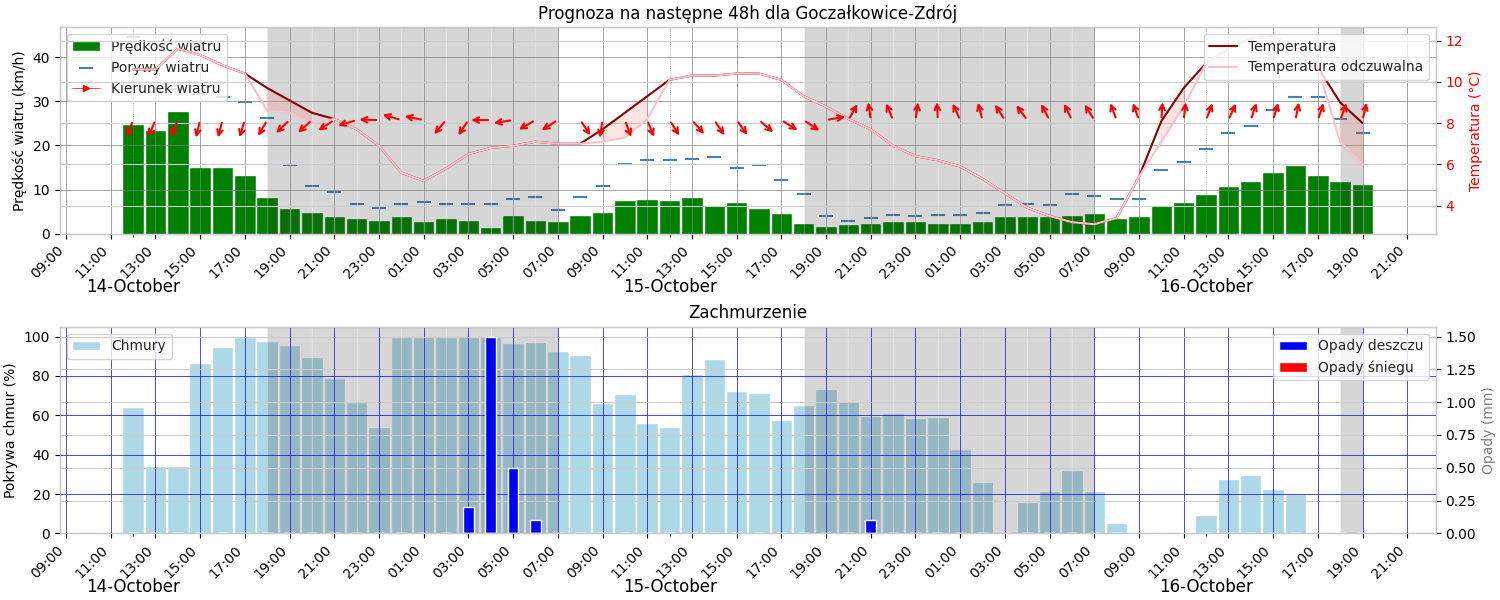 Prognoza na następne 48h dla Goczałkowice-Zdrój
Prędkość wiatru
Porywy wiatru
Kierunek wiatru
Temperatura
Temperatura odczuwalna
Prędkość wiatru (km/h)
40
30
20
10
0
12
10
8
6
4
Temperatura (°C)
09:00 11:00 13:00 15:00 17:00 19:00 21:00 23:00 01:00 03:00 05:00 07:00 09:00 11:00 13:00 15:00 17:00 19:00 21:00 23:00 01:00 03:00 05:00 07:00 09:00 11:00 13:00 15:00 17:00 19:00 21:00
14-October 15-October 16-October
Zachmurzenie
Chmury
Opady deszczu
Opady śniegu
Pokrywa chmur (%)
100
80
60
40
20
0
1.50
1.25
1.00
0.75
0.50
0.25
0.00
Opady (mm)
09:00 11:00 13:00 15:00 17:00 19:00 21:00 23:00 01:00 03:00 05:00 07:00 09:00 11:00 13:00 15:00 17:00 19:00 21:00 23:00 01:00 03:00 05:00 07:00 09:00 11:00 13:00 15:00 17:00 19:00 21:00
14-October 15-October 16-October